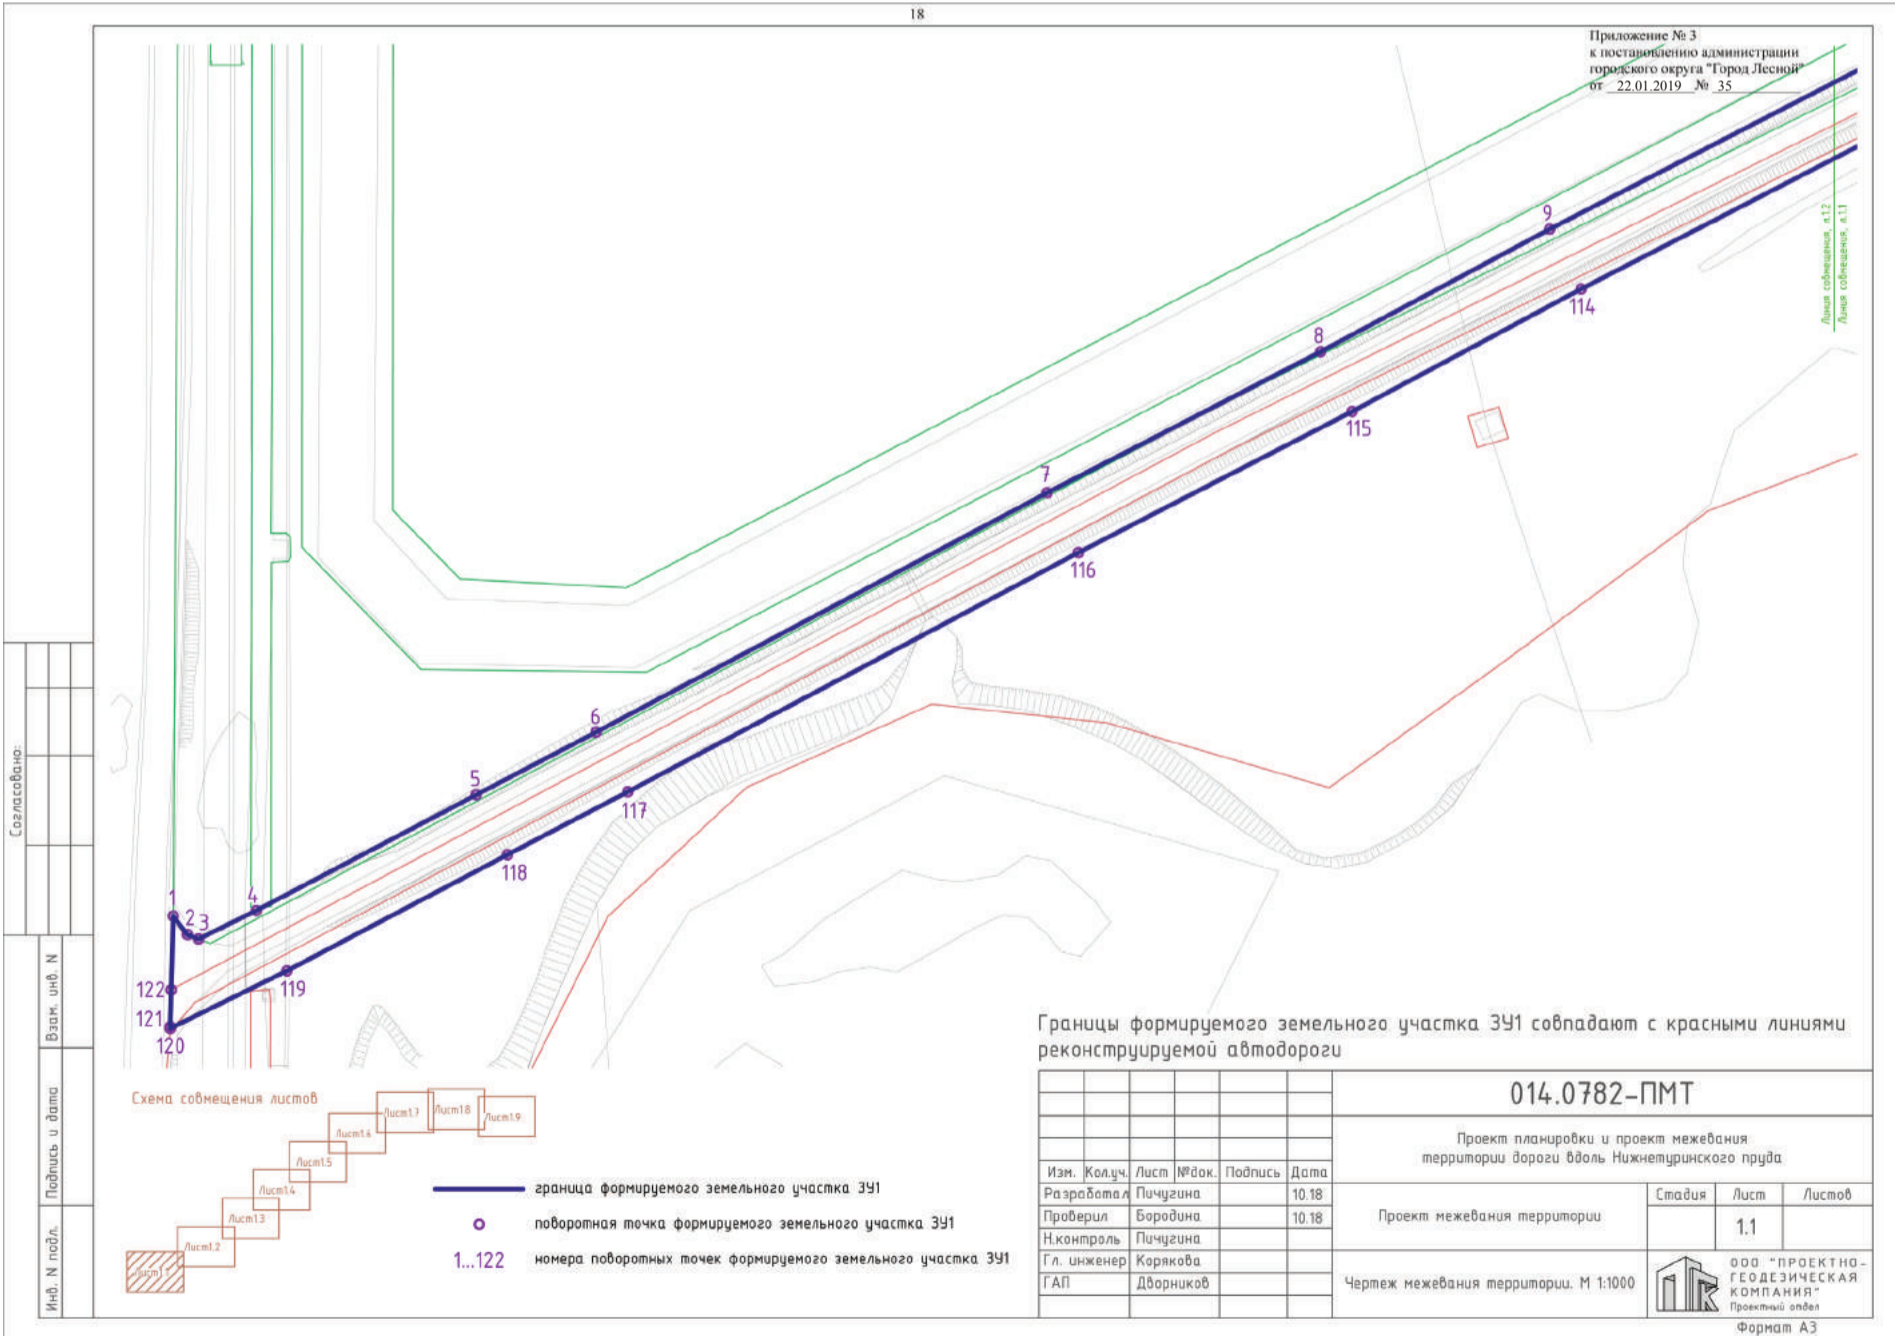 18
Приложение № 3
к постановлению администрации
городского округа "Город Лесной"
от 22.01.2019 № 35
Линия совмещения, л.1.2
Линия совмещения, л.1.1
9
114
8
115
7
116
6
5
117
118
4
1
2
3
119
122
121
120
Согласовано:
Взам. инв. N
Подпись и дата
Инв. N подл.
Границы формируемого земельного участка ЗУ1 совпадают с красными линиями
реконструируемой автодороги
Схема совмещения листов
Лист1.1
Лист1.2
Лист1.3
Лист1.4
Лист1.5
Лист1.6
Лист1.7
Лист1.8
Лист1.9
граница формируемого земельного участка ЗУ1
поворотная точка формируемого земельного участка ЗУ1
1...122 номера поворотных точек формируемого земельного участка ЗУ1
014.0782-ПМТ
Проект планировки и проект межевания
территории дороги вдоль Нижнетуринского пруда
Изм. Кол.уч. Лист №док. Подпись Дата
Разработал Пичугина 10.18
Проверил Бородина 10.18
Н.контроль Пичугина
Гл. инженер Корякова
ГАП Дворников
Проект межевания территории
Стадия Лист Листов
1.1
Чертеж межевания территории. М 1:1000
ООО "ПРОЕКТНО-
ГЕОДЕЗИЧЕСКАЯ
КОМПАНИЯ"
Проектный отдел
Формат А3